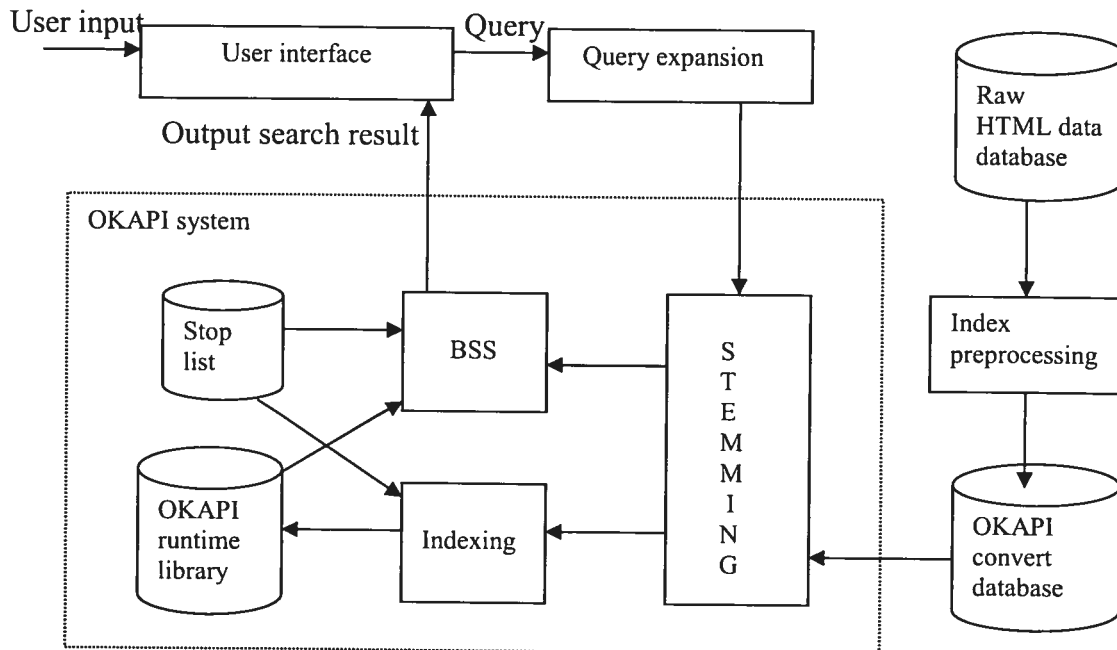 User input
User interface
Query
Query expansion
Output search result
Raw
HTML data
database
OKAPI system
Stop
list
BSS
S
T
E
M
M
I
N
G
Index
preprocessing
OKAPI
runtime
library
Indexing
OKAPI
convert
database